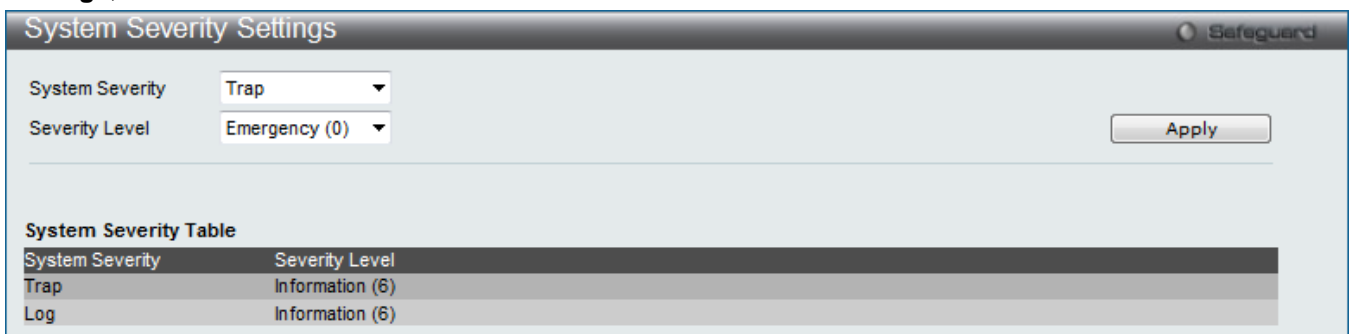 System Severity Settings
Safeguard
System Severity Trap
Severity Level Emergency (0)
Apply
System Severity Table
System Severity Severity Level
Trap Information (6)
Log Information (6)